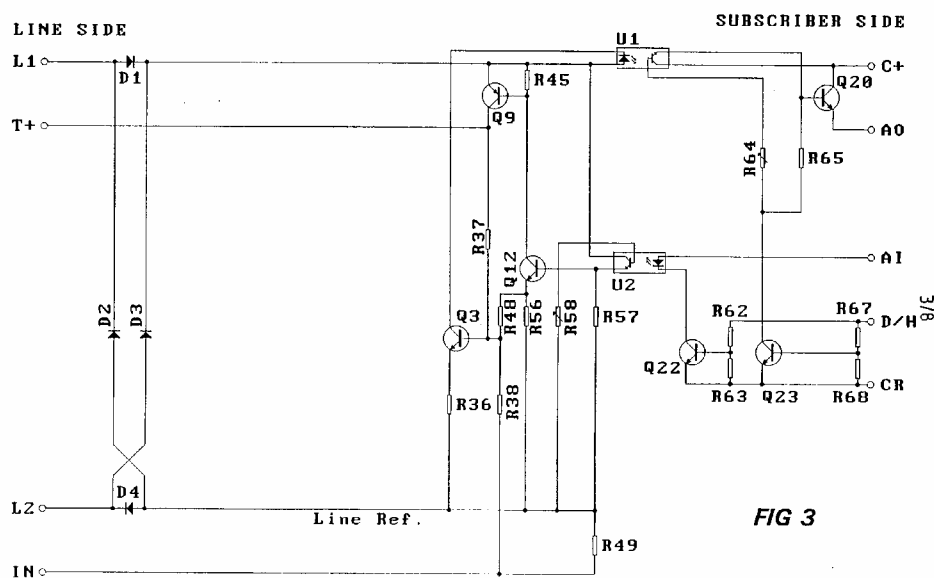 LINE SIDE
SUBSCRIBER SIDE
U1
L1
D1
R45
C+
Q20
Q9
T+
AO
R64
R65
R37
Q12
AI
U2
D2
D3
Q3
R48
R56
R58
R57
R62
R67
D/H
3/8
Q22
R63
Q23
R68
CR
R36
R38
D4
L2
Line Ref.
FIG 3
R49
IN